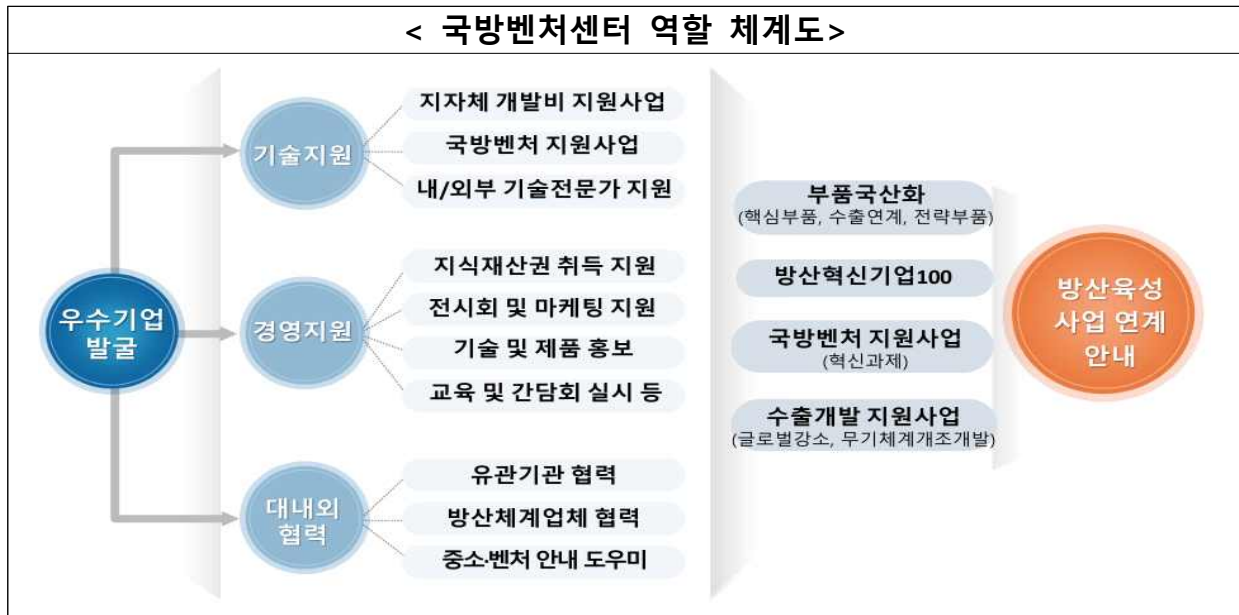 < 국방벤처센터 역할 체계도>
우수기업
발굴
기술지원
지자체 개발비 지원사업
국방벤처 지원사업
내/외부 기술전문가 지원
경영지원
지식재산권 취득 지원
전시회 및 마케팅 지원
기술 및 제품 홍보
교육 및 간담회 실시 등
대내외
협력
유관기관 협력
방산체계업체 협력
중소·벤처 안내 도우미
부품국산화
(핵심부품, 수출연계, 전략부품)
방산혁신기업100
국방벤처 지원사업
(혁신과제)
수출개발 지원사업
(글로벌강소, 무기체계개조개발)
방산육성
사업 연계
안내